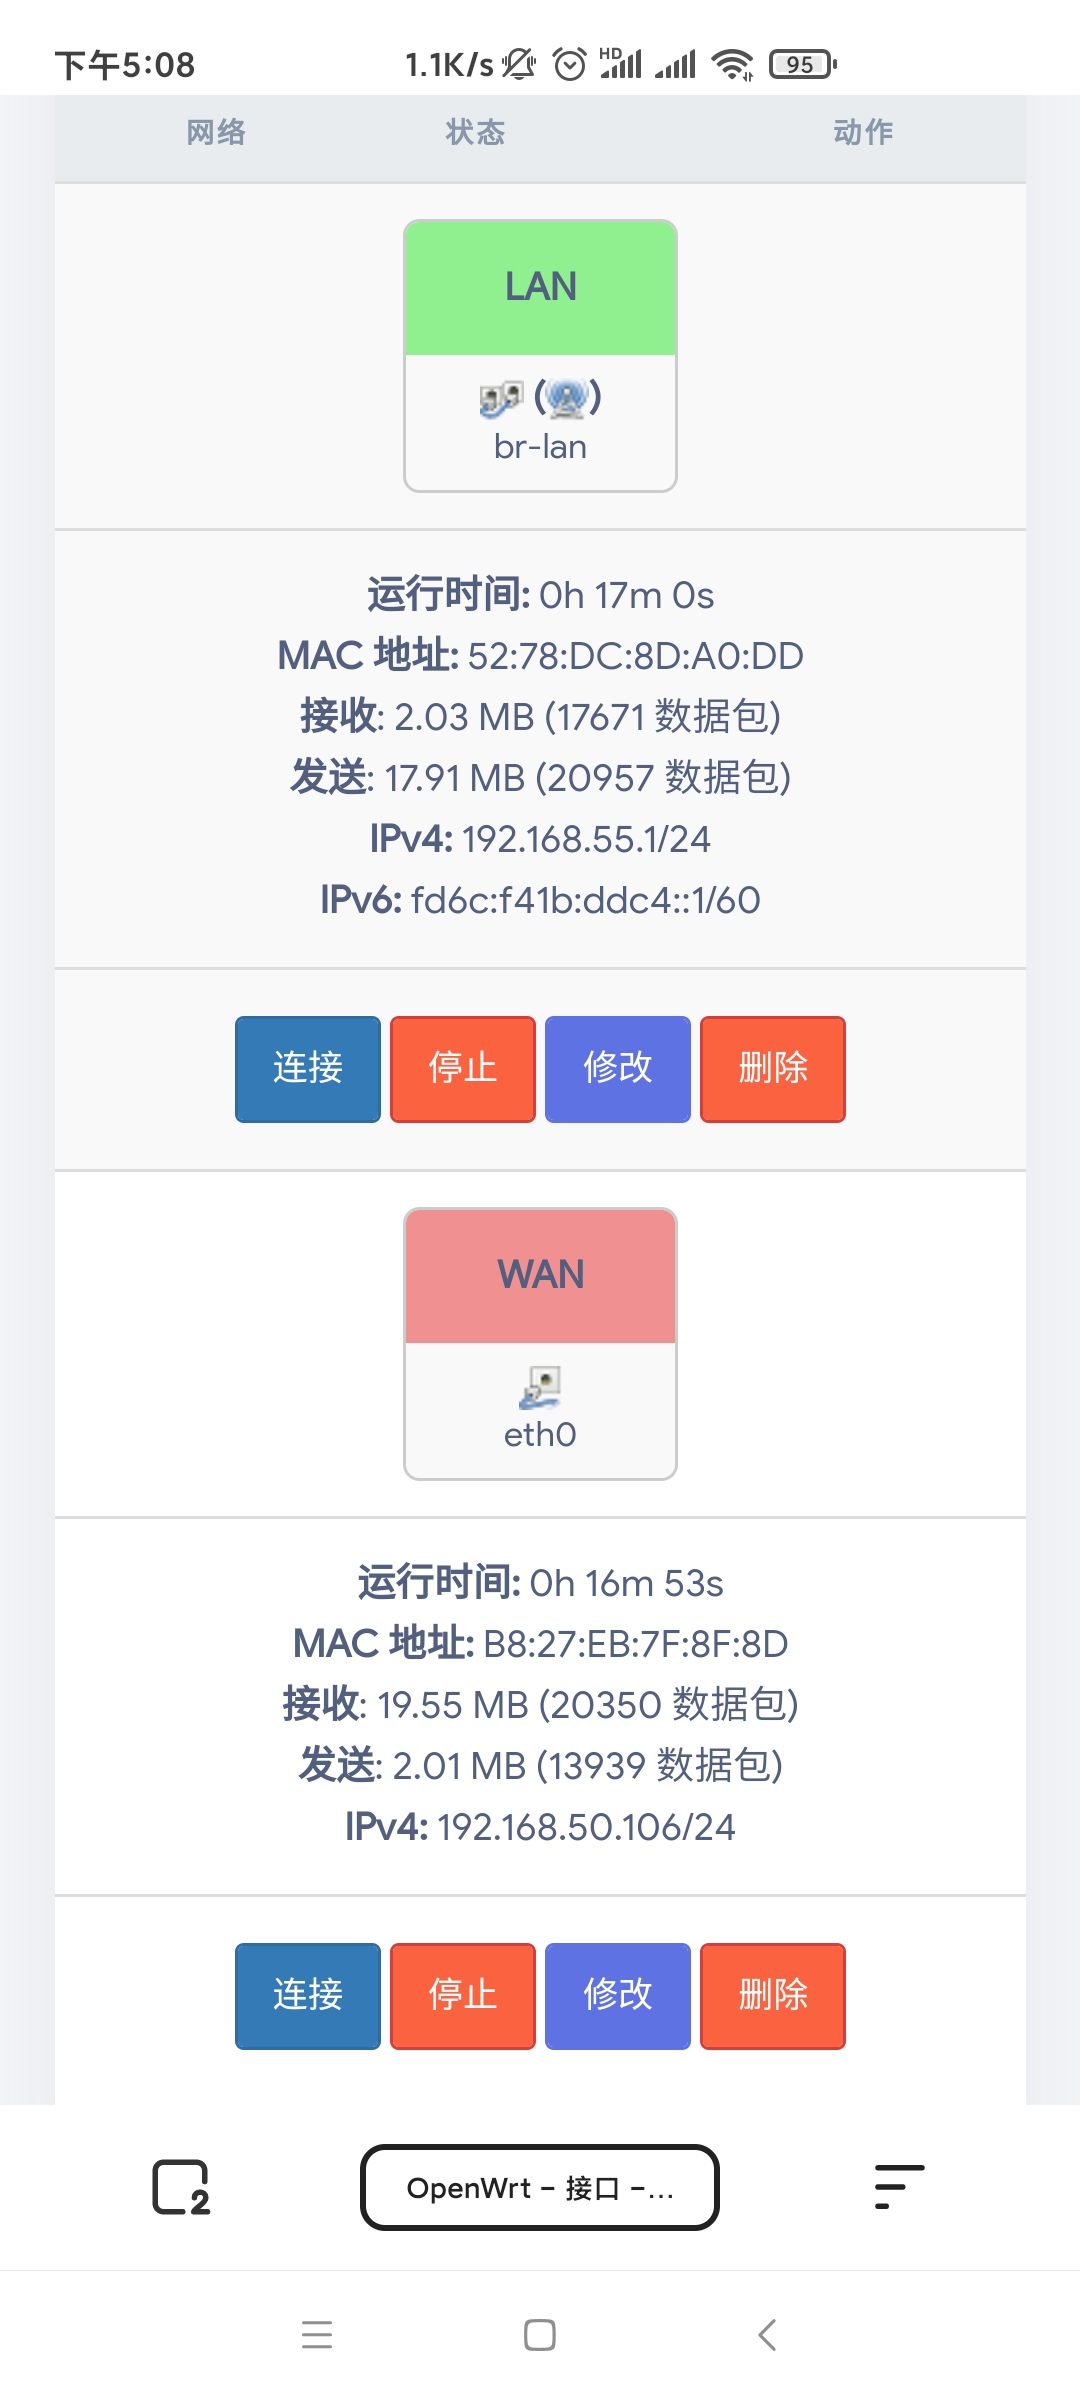 下午5:08 1.1K/s HD 95
网络 状态 动作
LAN
br-lan
运行时间: 0h 17m 0s
MAC 地址: 52:78:DC:8D:A0:DD
接收: 2.03 MB (17671 数据包)
发送: 17.91 MB (20957 数据包)
IPv4: 192.168.55.1/24
IPv6: fd6c:f41b:ddc4::1/60
连接 停止 修改 删除
WAN
eth0
运行时间: 0h 16m 53s
MAC 地址: B8:27:EB:7F:8F:8D
接收: 19.55 MB (20350 数据包)
发送: 2.01 MB (13939 数据包)
IPv4: 192.168.50.106/24
连接 停止 修改 删除
2 OpenWrt - 接口 -...